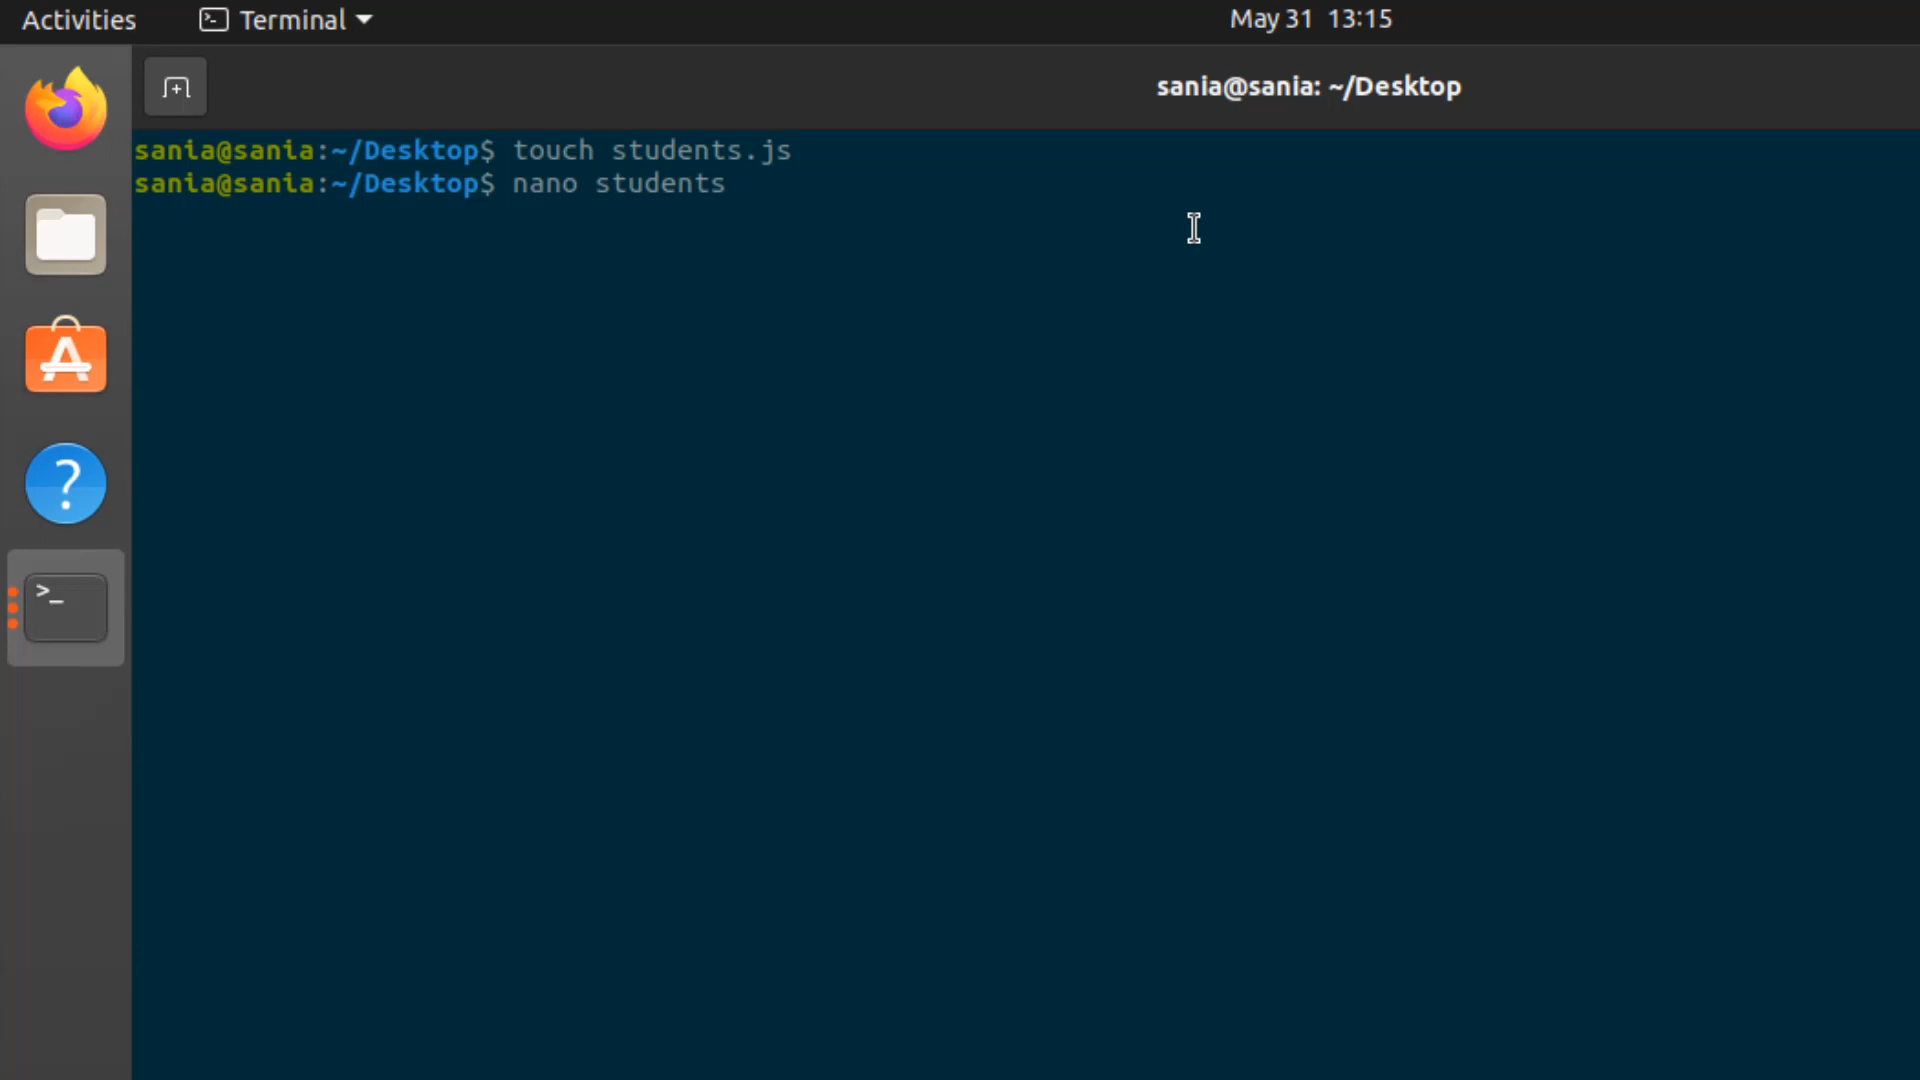 Activities
Terminal
May 31 13:15
sania@sania: ~/Desktop
sania@sania:~/Desktop$ touch students.js
sania@sania:~/Desktop$ nano students
?
>_